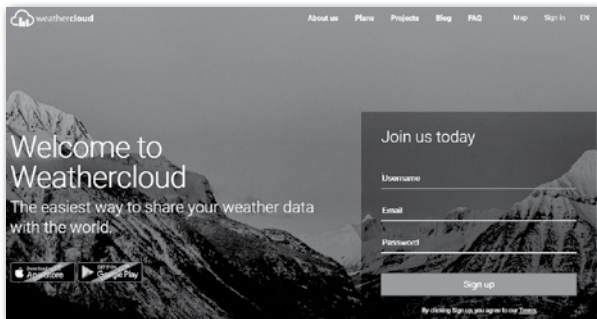 weathercloud
About us Plans Projects Blog FAQ Map Sign in EN
Welcome to
Weathercloud
The easiest way to share your weather data
with the world.
Join us today
Username
Email
Password
Sign up
By clicking Sign up, you agree to our Terms.
App Store
Google Play